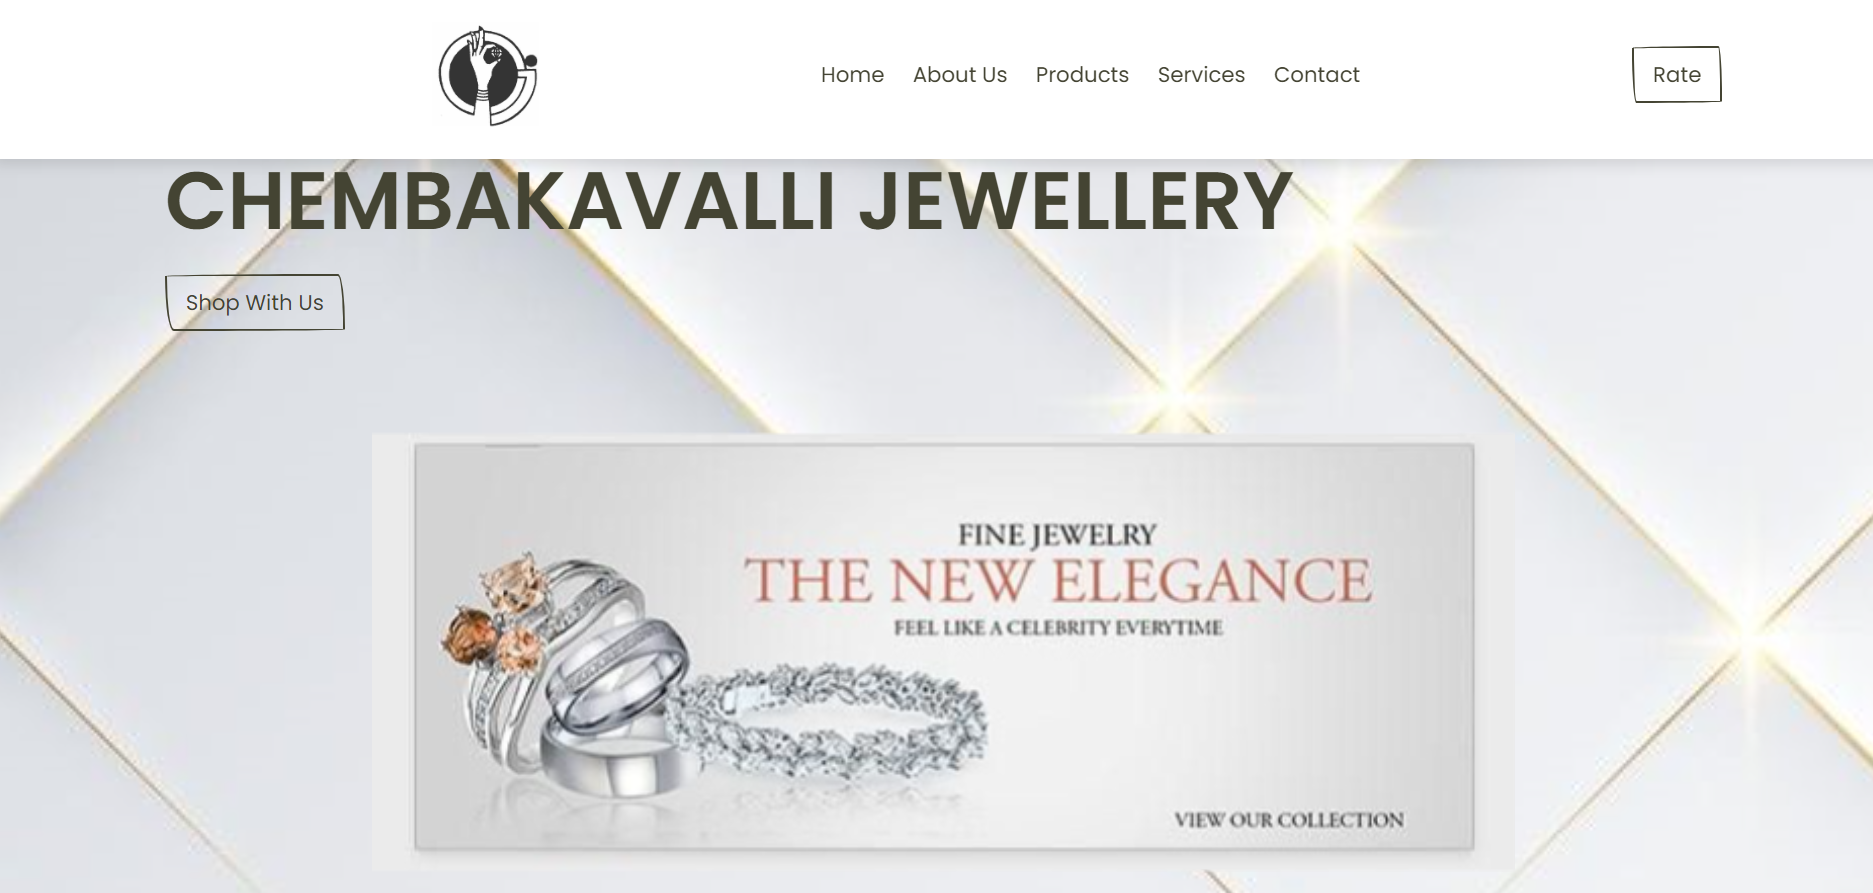 Home About Us Products Services Contact Rate
CHEMBAKAVALLI JEWELLERY
Shop With Us
FINE JEWELRY
THE NEW ELEGANCE
FEEL LIKE A CELEBRITY EVERYTIME
VIEW OUR COLLECTION